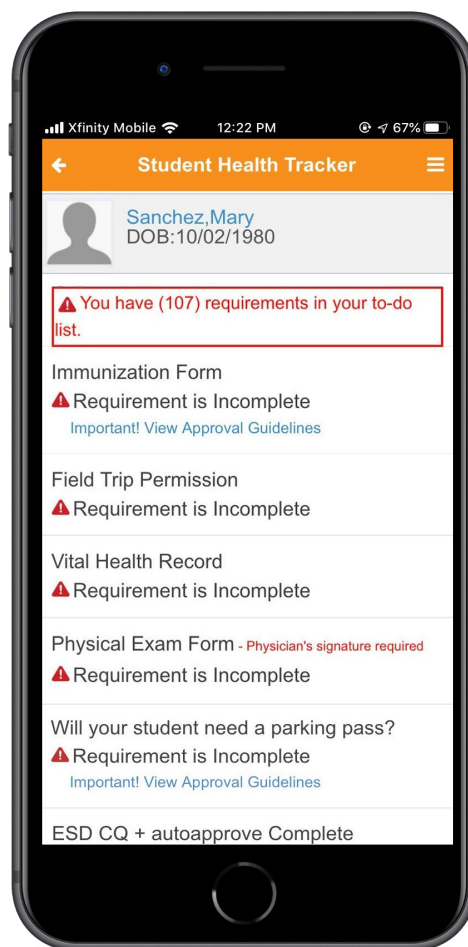 Xfinity Mobile 12:22 PM 67%
Student Health Tracker
Sanchez,Mary
DOB:10/02/1980
You have (107) requirements in your to-do
list.
Immunization Form
Requirement is Incomplete
Important! View Approval Guidelines
Field Trip Permission
Requirement is Incomplete
Vital Health Record
Requirement is Incomplete
Physical Exam Form - Physician's signature required
Requirement is Incomplete
Will your student need a parking pass?
Requirement is Incomplete
Important! View Approval Guidelines
ESD CQ + autoapprove Complete